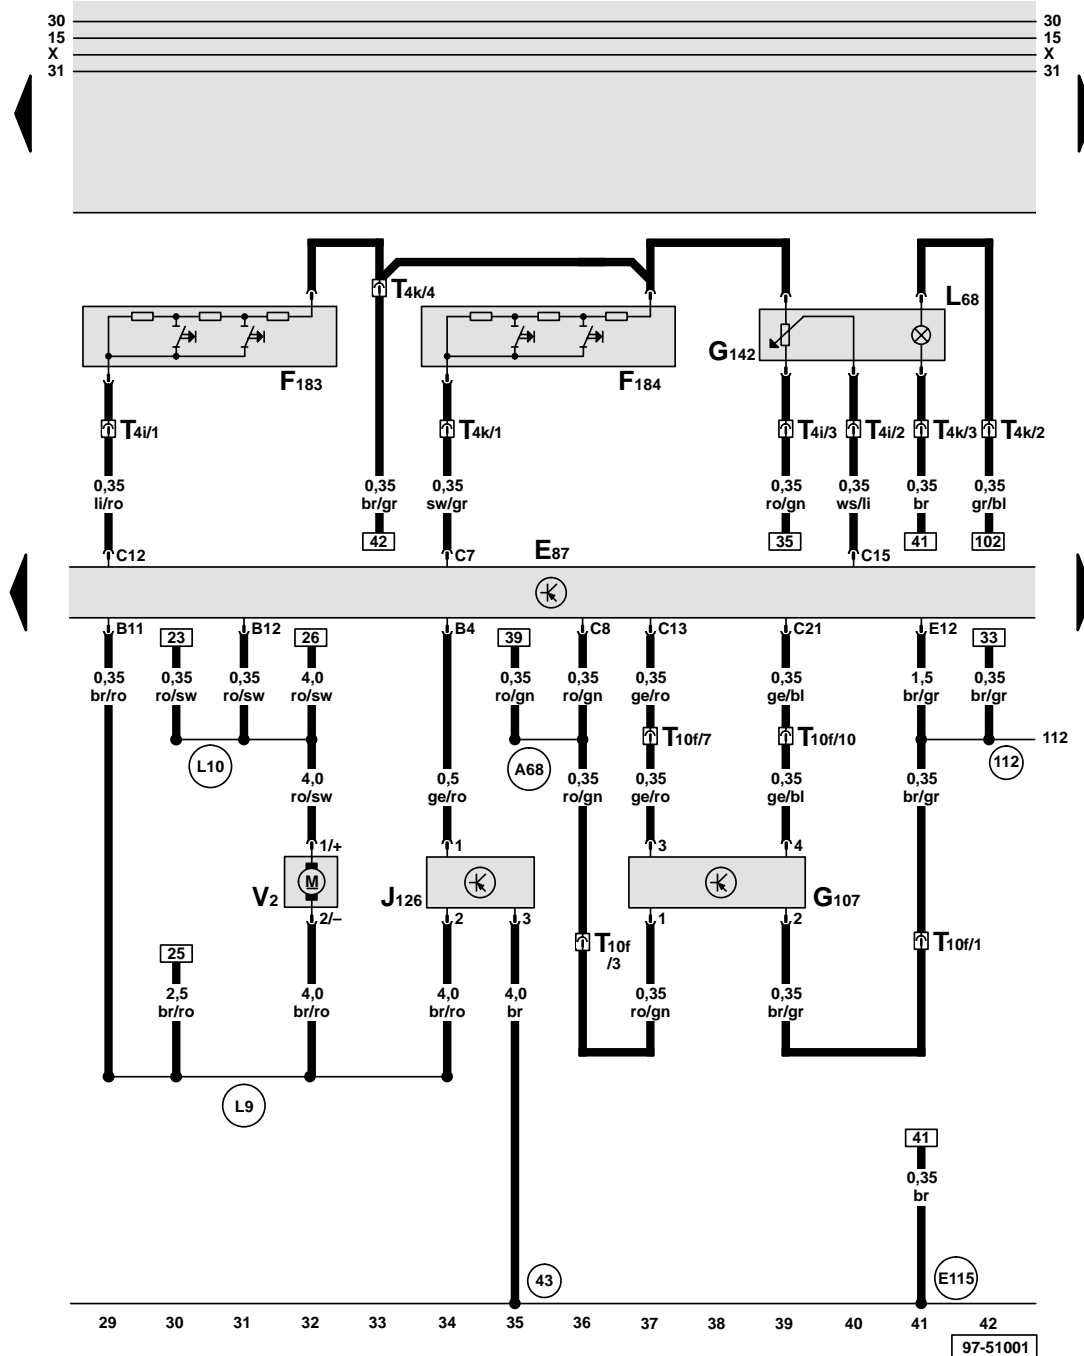 30 30
15 15
X X
31 31
T4k/4
L68
G142
F183 F184
T4i/1 T4k/1 T4i/3 T4i/2 T4k/3 T4k/2
0,35 0,35 0,35 0,35 0,35 0,35 0,35
li/ro br/gr sw/gr ro/gn ws/li br gr/bl
42 35 41 102
C12 C7 E87 C15
B11 B12 B4 C8 C13 C21 E12
23 26 39 33
0,35 0,35 0,35 4,0 0,35 0,35 0,35 0,35 1,5 0,35
br/ro ro/sw ro/sw ro/sw ro/gn ro/gn ge/ro ge/bl br/gr br/gr
T10f/7 T10f/10 112
L10 A68 112
4,0 0,5 0,35 0,35 0,35 0,35
ro/sw ge/ro ro/gn ge/ro ge/bl br/gr
1/+ 1 3 4
M
V2 J126 G107
2/– 2 3 1 2
T10f T10f/1
/3
25
2,5 4,0 4,0 4,0 0,35 0,35
br/ro br/ro br/ro br ro/gn br/gr
L9
41
0,35
br
43 E115
29 30 31 32 33 34 35 36 37 38 39 40 41 42
97-51001